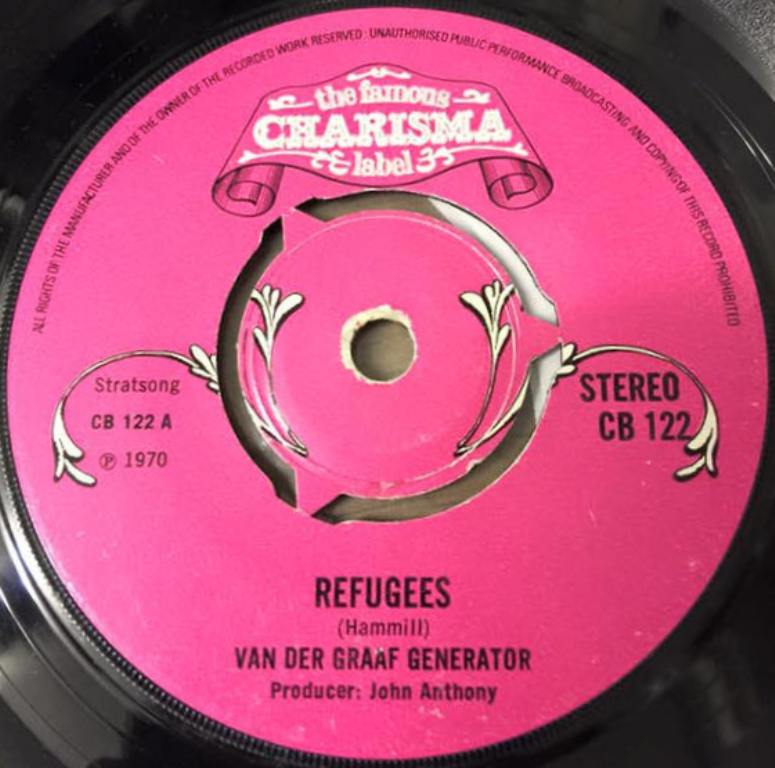 ALL RIGHTS OF THE MANUFACTURER AND OF THE OWNER OF THE RECORDED WORK RESERVED · UNAUTHORISED PUBLIC PERFORMANCE BROADCASTING AND COPYING OF THIS RECORD PROHIBITED
the famous
CHARISMA
label
Stratsong
CB 122 A
℗ 1970
STEREO
CB 122
REFUGEES
(Hammill)
VAN DER GRAAF GENERATOR
Producer: John Anthony